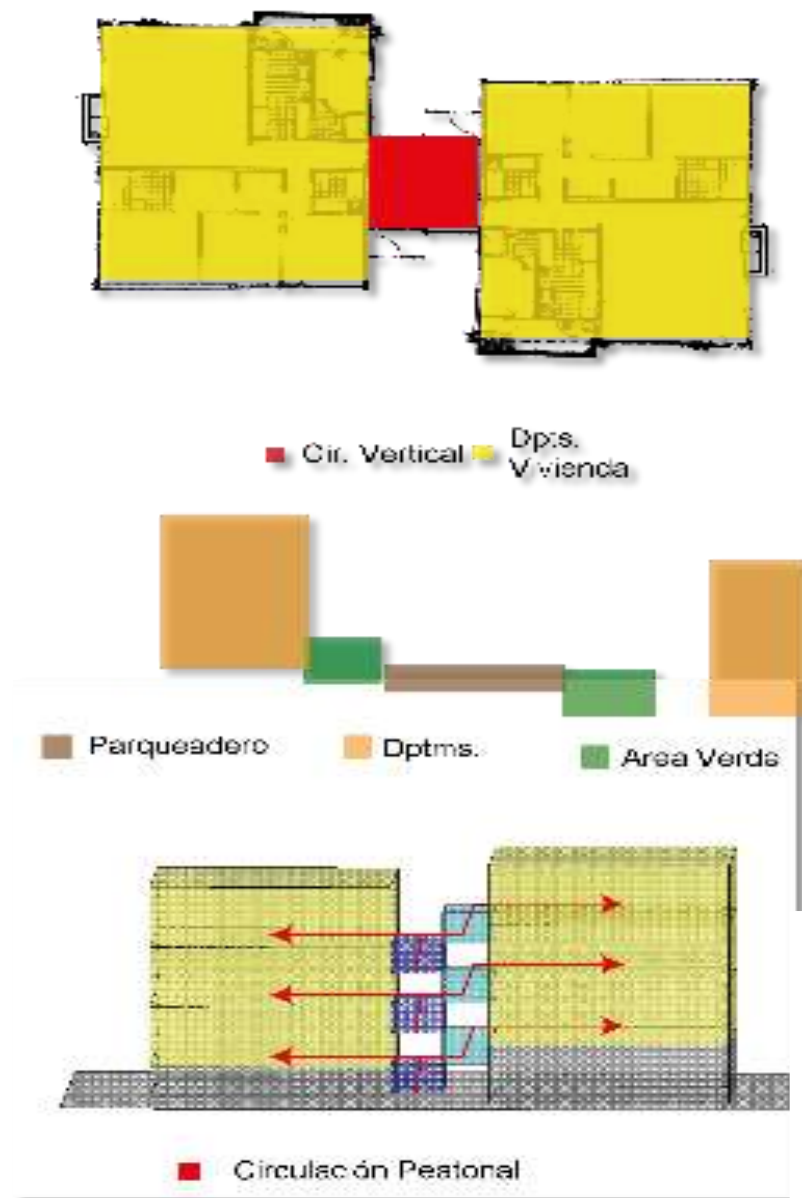 Cir. Vertical
Dpts.
Vivienda
Parqueadero
Dptms.
Area Verde
Circulación Peatonal